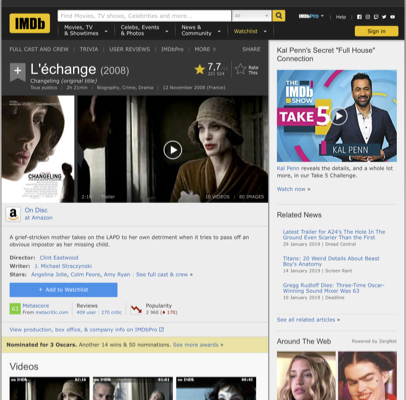 IMDb
Find Movies, TV shows, Celebrities and more...
All
IMDbPro
Help
Movies, TV & Showtimes
Celebs, Events & Photos
News & Community
Watchlist
Sign in
FULL CAST AND CREW | TRIVIA | USER REVIEWS | IMDbPro | MORE
SHARE
L'échange (2008)
Changeling (original title)
Tous publics | 2h 21min | Biography, Crime, Drama | 12 November 2008 (France)
7,7
Rate This
CHANGELING
2:16 Trailer
10 VIDEOS | 80 IMAGES
On Disc
at Amazon
A grief-stricken mother takes on the LAPD to her own detriment when it tries to pass off an obvious impostor as her missing child.
Director: Clint Eastwood
Writer: J. Michael Straczynski
Stars: Angelina Jolie, Colm Feore, Amy Ryan | See full cast & crew »
+ Add to Watchlist
63
Metascore
From metacritic.com
Reviews
409 user | 270 critic
Popularity
2 960 (170)
View production, box office, & company info on IMDbPro
Nominated for 3 Oscars. Another 14 wins & 50 nominations. See more awards »
Videos
Kal Penn's Secret "Full House" Connection
THE IMDb SHOW
TAKE 5
KAL PENN
Kal Penn reveals the details, and a whole lot more, in our Take 5 Challenge.
Watch now »
Related News
Latest Trailer for A24's The Hole In The Ground Even Scarier Than the First
29 January 2019 | Dread Central
Titans: 20 Weird Details About Beast Boy's Anatomy
14 January 2019 | Screen Rant
Gregg Rudloff Dies: Three-Time Oscar-Winning Sound Mixer Was 63
10 January 2019 | Deadline
See all related articles »
Around The Web
Powered by ZergNet